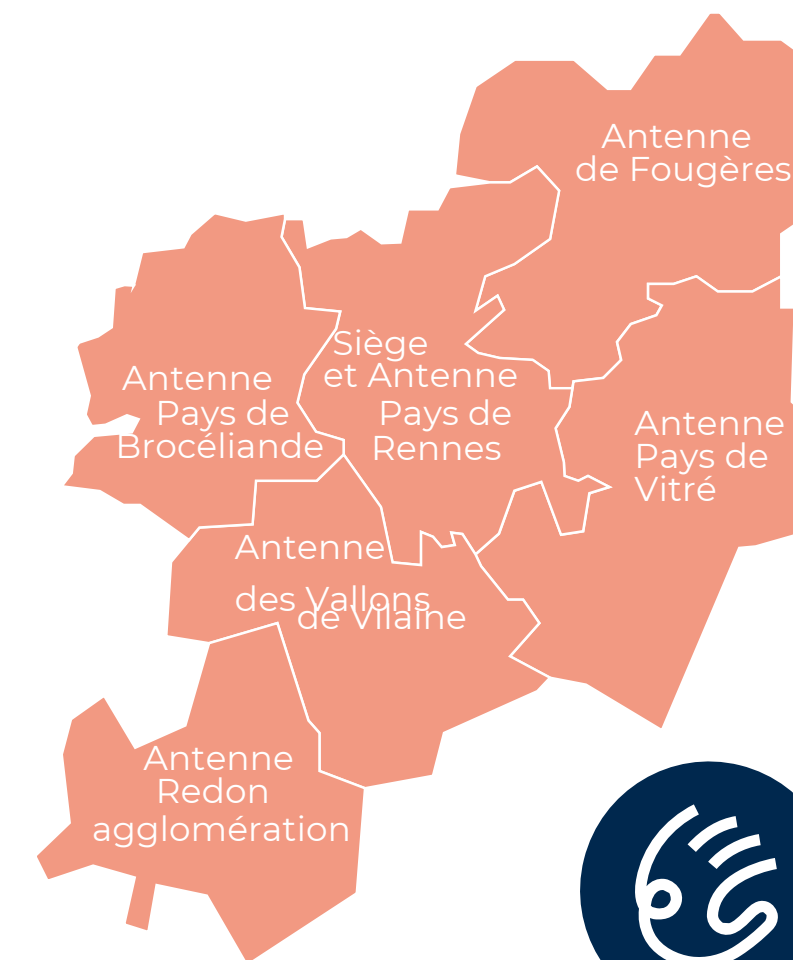 Antenne
de Fougères
Siège
et Antenne
Pays de
Rennes
Antenne
Pays de
Brocéliande
Antenne
Pays de
Vitré
Antenne
des Vallons
de Vilaine
Antenne
Redon
agglomération